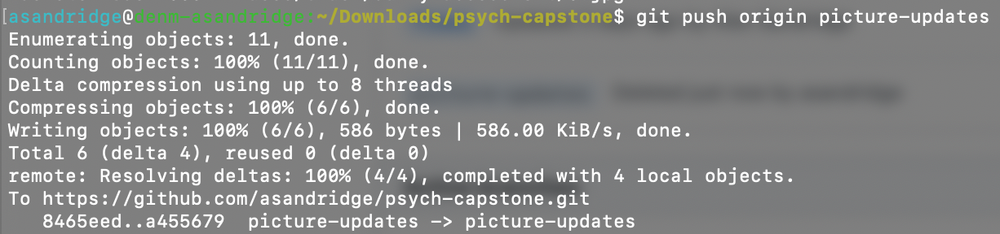 [asandridge@denm-asandridge:~/Downloads/psych-capstone$ git push origin picture-updates
Enumerating objects: 11, done.
Counting objects: 100% (11/11), done.
Delta compression using up to 8 threads
Compressing objects: 100% (6/6), done.
Writing objects: 100% (6/6), 586 bytes | 586.00 KiB/s, done.
Total 6 (delta 4), reused 0 (delta 0)
remote: Resolving deltas: 100% (4/4), completed with 4 local objects.
To https://github.com/asandridge/psych-capstone.git
   8465eed..a455679  picture-updates -> picture-updates